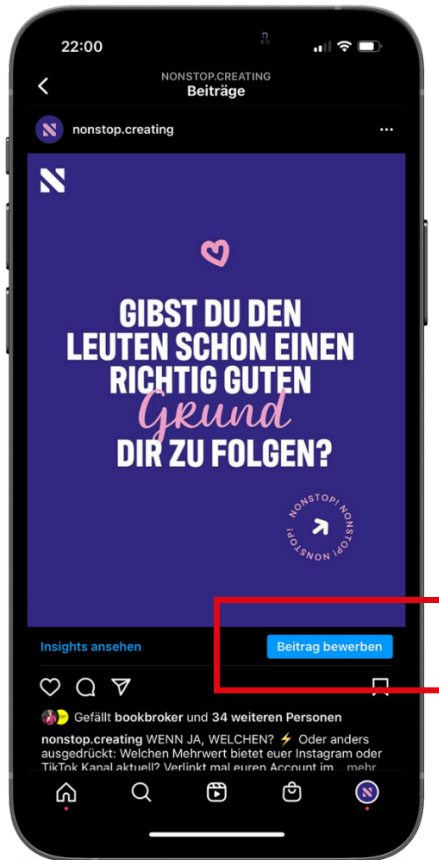 22:00
NONSTOP.CREATING
Beiträge
nonstop.creating
GIBST DU DEN
LEUTEN SCHON EINEN
RICHTIG GUTEN
Grund
DIR ZU FOLGEN?
NONSTOP! NONSTOP! NONSTOP!
Insights ansehen
Beitrag bewerben
Gefällt bookbroker und 34 weiteren Personen
nonstop.creating WENN JA, WELCHEN? ⚡ Oder anders
ausgedrückt: Welchen Mehrwert bietet euer Instagram oder
TikTok Kanal aktuell? Verlinkt mal euren Account im ... mehr